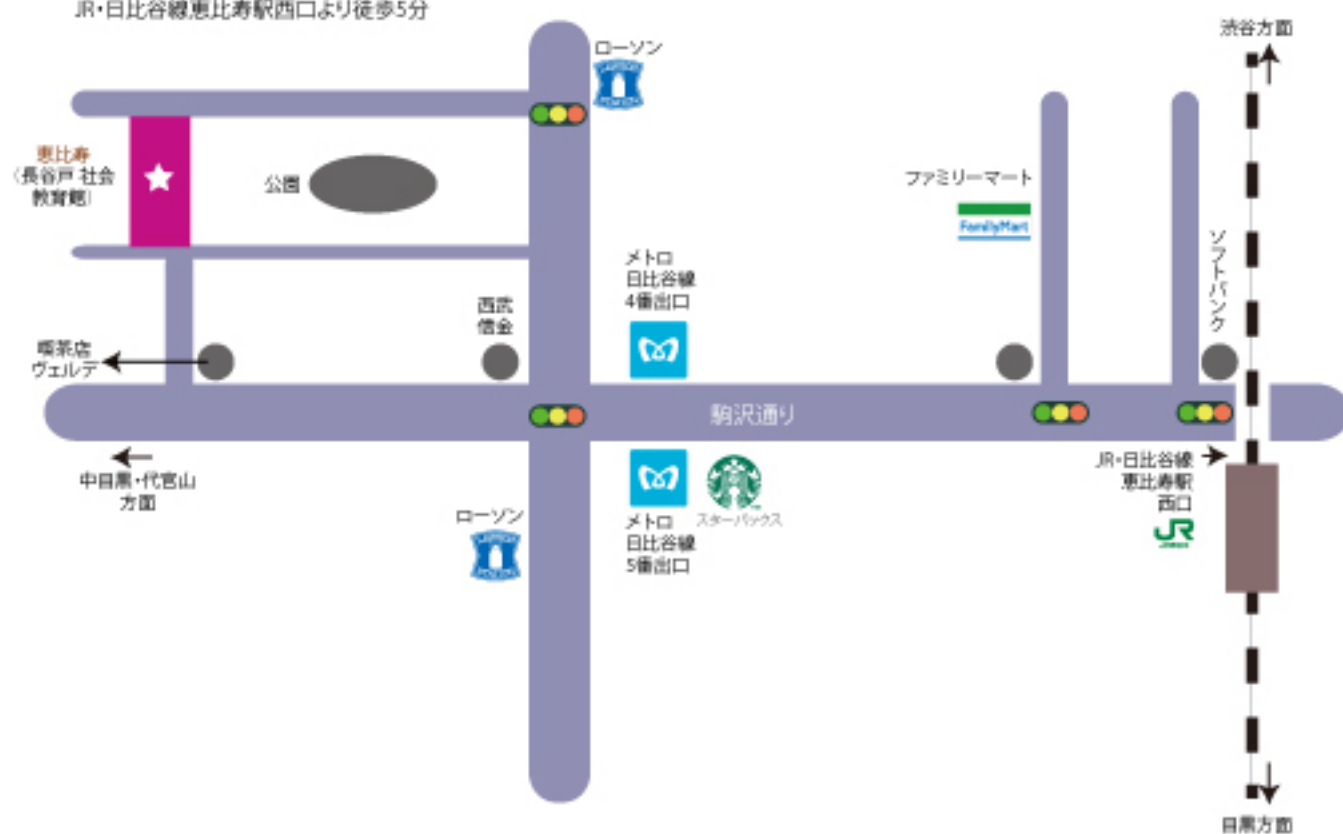 JR・日比谷線恵比寿駅西口より徒歩5分
ローソン
渋谷方面
恵比寿
(長谷戸 社会
教育館)
公園
ファミリーマート
FamilyMart
ソフトバンク
メトロ
日比谷線
4番出口
西武
信金
喫茶店
ヴェルデ
駒沢通り
中目黒・代官山
方面
JR・日比谷線
恵比寿駅
西口
JR
ローソン
メトロ
日比谷線
5番出口
スターバックス
目黒方面